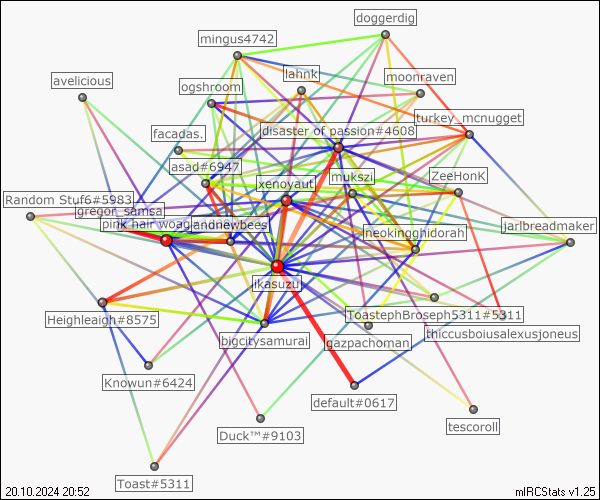 doggerdig
mingus4742
lahnk
moonraven
avelicious
ogshroom
turkey_mcnugget
facadas.
disaster of passion#4608
asad#6947
xenoyaut
mukszi
ZeeHonK
Random Stuf6#5983
gregor_samsa
pink hair woag
andnewbees
neokingghidorah
jarlbreadmaker
ikasuzu
Heighleaigh#8575
bigcitysamurai
ToastephBroseph5311#5311
gazpachoman
thiccusboiusalexusjoneus
Knowun#6424
default#0617
Duck™#9103
tescoroll
Toast#5311
20.10.2024 20:52
mIRCStats v1.25